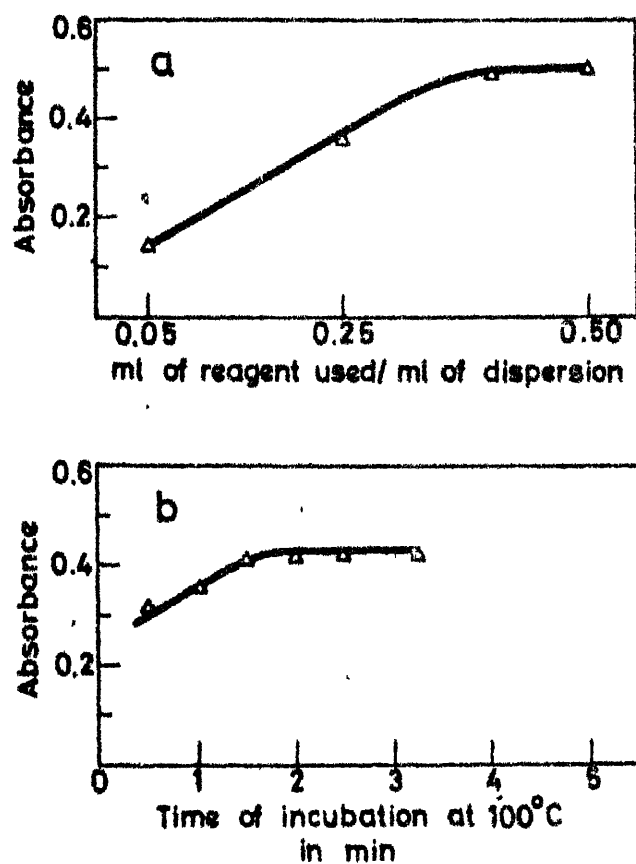 0.6
a
0.4
Absorbance
0.2
0.05 0.25 0.50
ml of reagent used/ ml of dispersion
0.6
b
0.4
Absorbance
0.2
0 1 2 3 4 5
Time of incubation at 100°C
in min